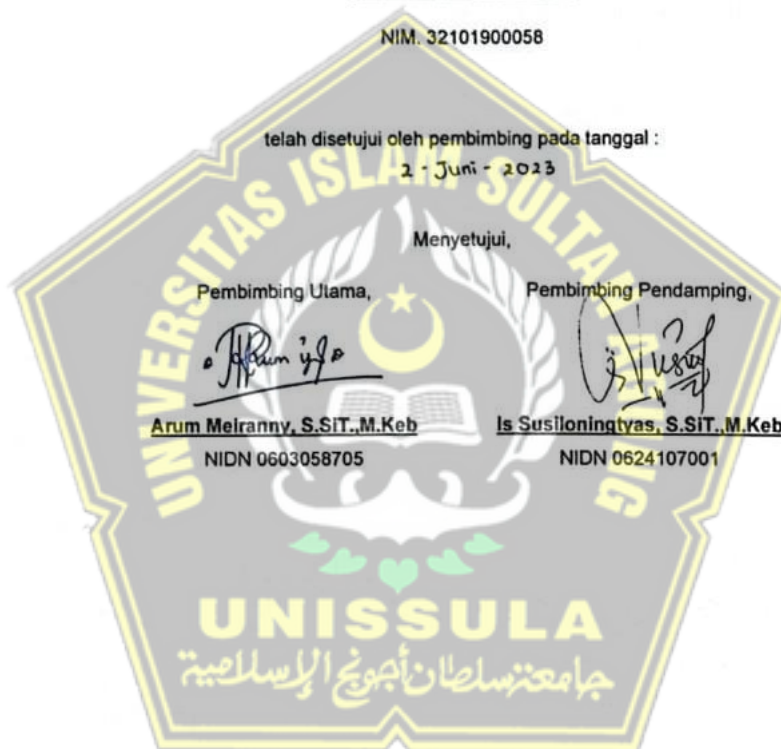 NIM. 32101900058
telah disetujui oleh pembimbing pada tanggal :
2 - Juni - 2023
Menyetujui,
Pembimbing Utama,
Pembimbing Pendamping,
Arum Meiranny, S.SiT.,M.Keb
Is Susiloningtyas, S.SiT.,M.Keb
NIDN 0603058705
NIDN 0624107001
UNIVERSITAS ISLAM SULTAN AGUNG
UNISSULA
جامعة سلطان أجونج الإسلامية